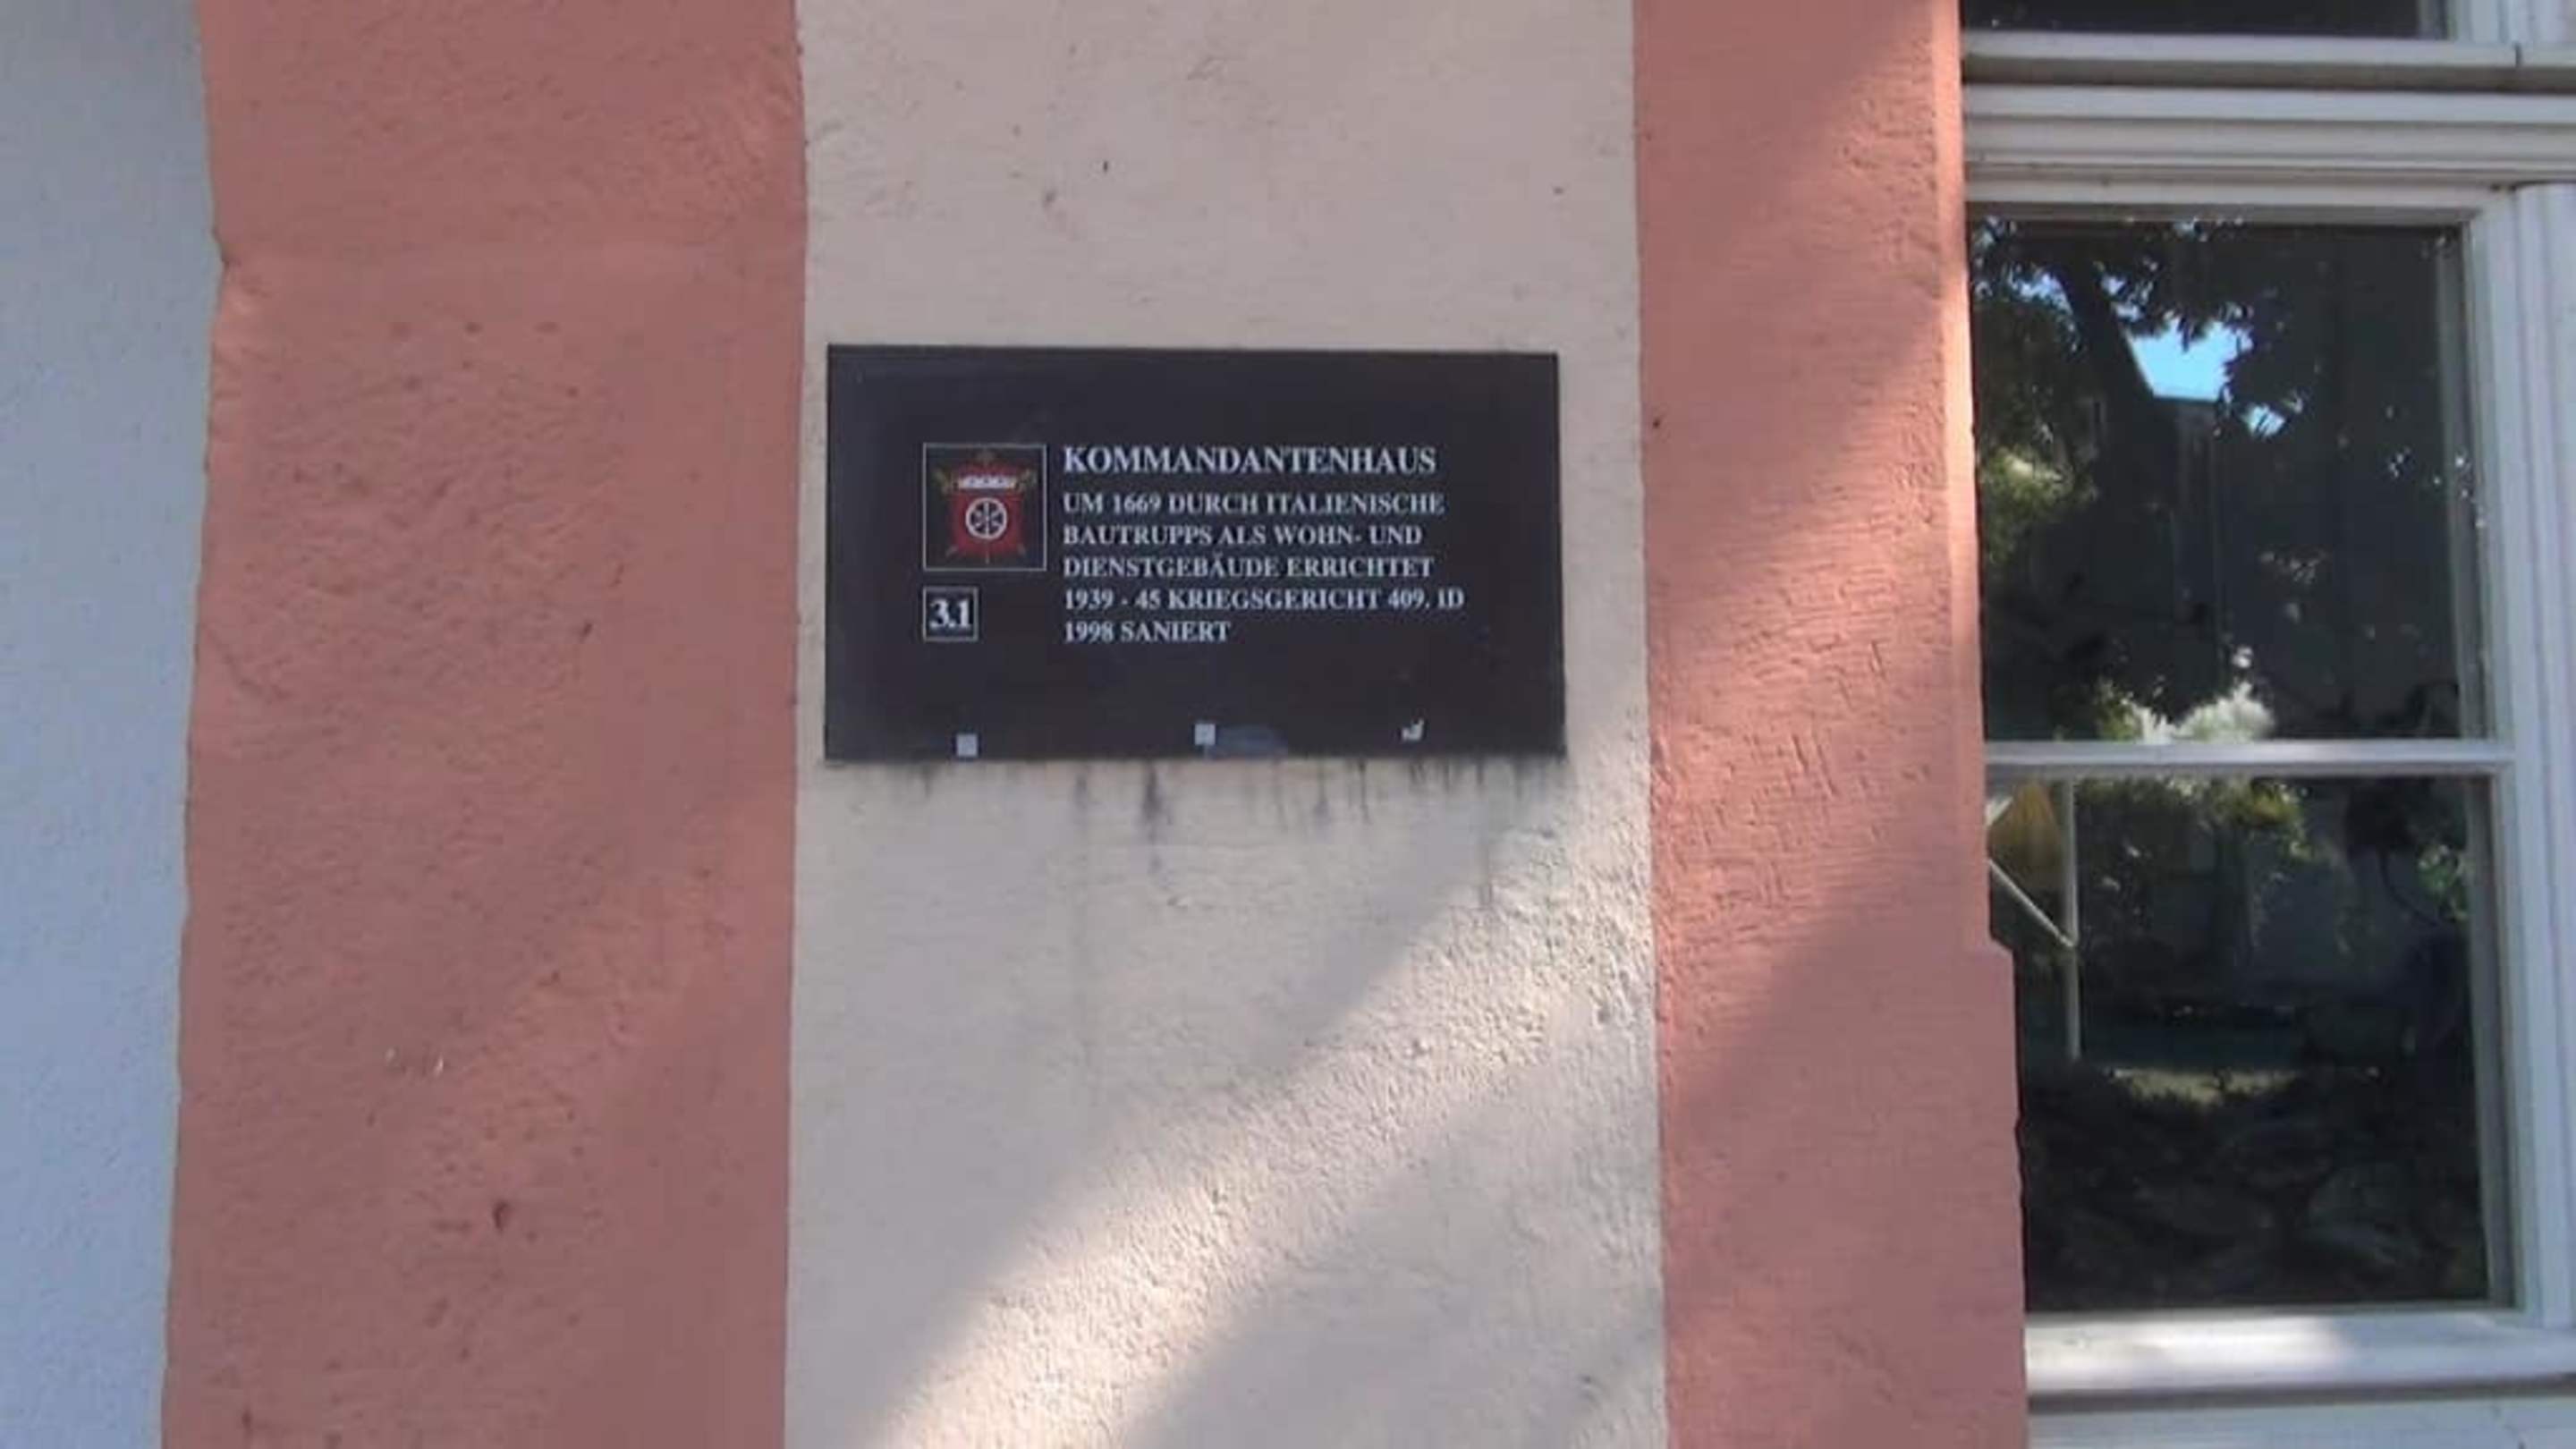 KOMMANDANTENHAUS
UM 1669 DURCH ITALIENISCHE
BAUTRUPPS ALS WOHN- UND
DIENSTGEBÄUDE ERRICHTET
1939 - 45 KRIEGSGERICHT 409. ID
1998 SANIERT
3.1